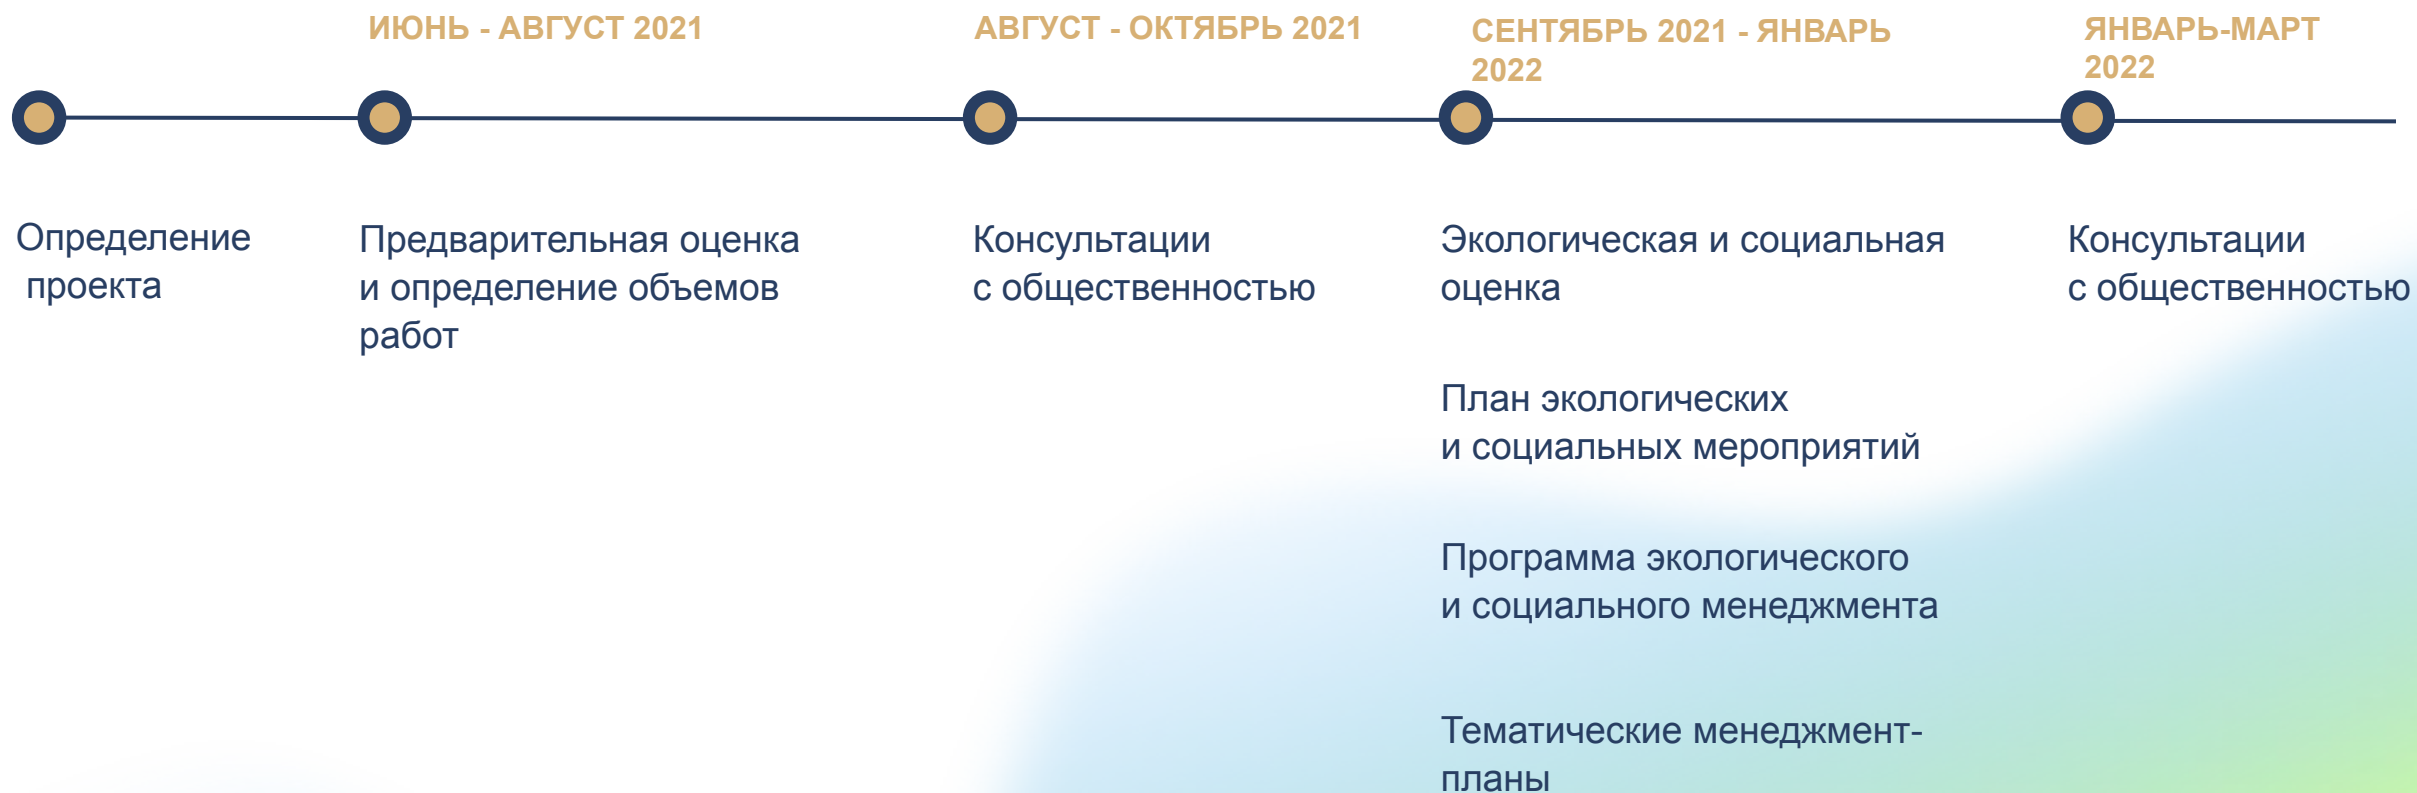 ИЮНЬ - АВГУСТ 2021
АВГУСТ - ОКТЯБРЬ 2021
СЕНТЯБРЬ 2021 - ЯНВАРЬ
2022
ЯНВАРЬ-МАРТ
2022
Определение
проекта
Предварительная оценка
и определение объемов
работ
Консультации
с общественностью
Экологическая и социальная
оценка
План экологических
и социальных мероприятий
Программа экологического
и социального менеджмента
Тематические менеджмент-
планы
Консультации
с общественностью